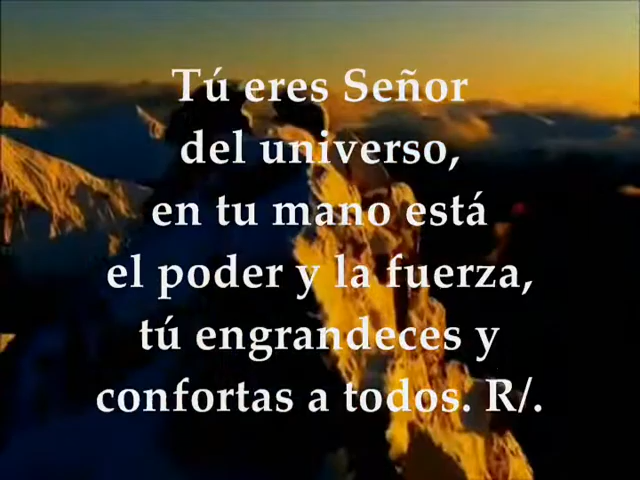 Tú eres Señor
del universo,
en tu mano está
el poder y la fuerza,
tú engrandeces y
confortas a todos. R/.